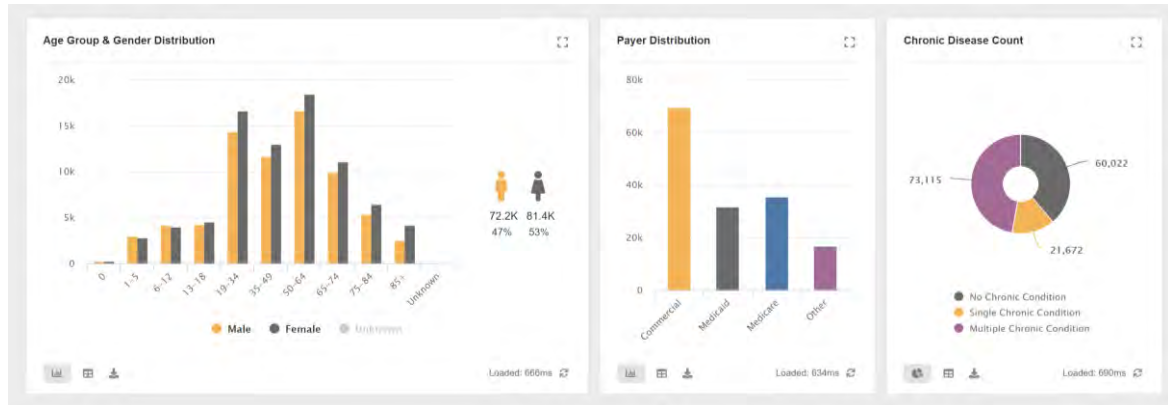 Age Group & Gender Distribution
20k
15k
10k
5k
0
0
1-5
6-12
13-18
19-34
35-49
50-64
65-74
75-84
85+
Unknown
72.2K 81.4K
47% 53%
Male Female Unknown
Loaded: 666ms
Payer Distribution
80k
60k
40k
20k
0
Commercial
Medicaid
Medicare
Other
Loaded: 634ms
Chronic Disease Count
60,022
73,115
21,672
No Chronic Condition
Single Chronic Condition
Multiple Chronic Condition
Loaded: 690ms